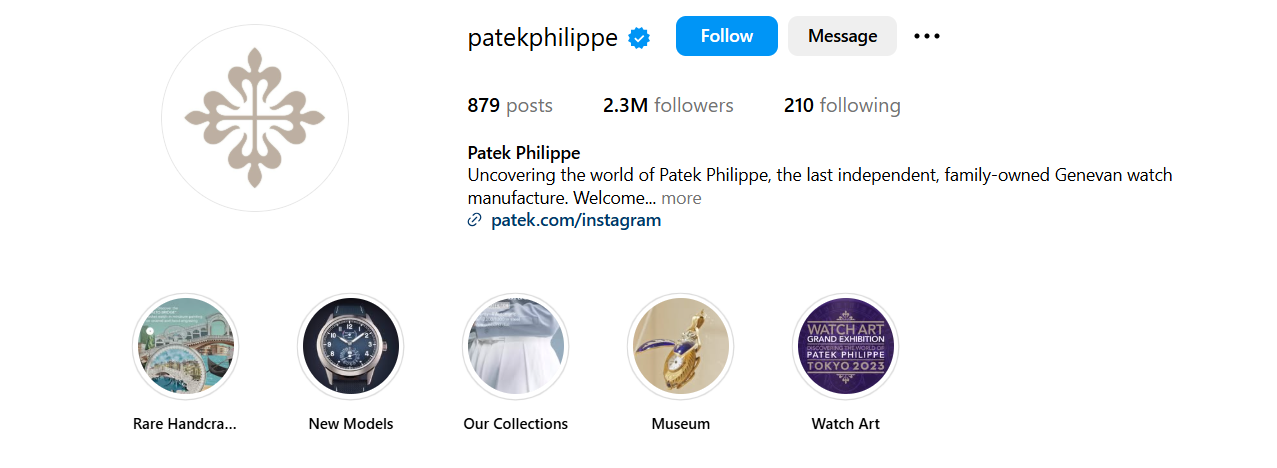 patekphilippe
Follow
Message
879 posts
2.3M followers
210 following
Patek Philippe
Uncovering the world of Patek Philippe, the last independent, family-owned Genevan watch
manufacture. Welcome... more
patek.com/instagram
WATCH ART
GRAND EXHIBITION
DISCOVERING THE WORLD OF
PATEK PHILIPPE
TOKYO 2023
Rare Handcra...
New Models
Our Collections
Museum
Watch Art